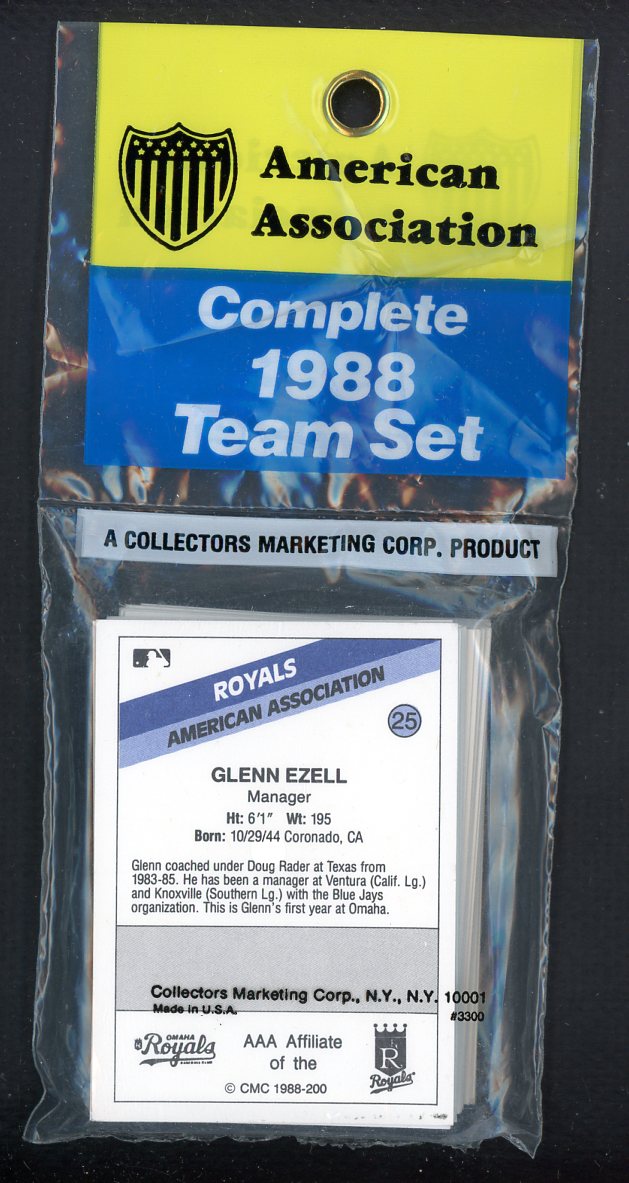 American
Association
Complete
1988
Team Set
A COLLECTORS MARKETING CORP. PRODUCT
ROYALS
AMERICAN ASSOCIATION
25
GLENN EZELL
Manager
Ht: 6'1" Wt: 195
Born: 10/29/44 Coronado, CA
Glenn coached under Doug Rader at Texas from
1983-85. He has been a manager at Ventura (Calif. Lg.)
and Knoxville (Southern Lg.) with the Blue Jays
organization. This is Glenn's first year at Omaha.
Collectors Marketing Corp., N.Y., N.Y. 10001
Made in U.S.A. #3300
OMAHA
Royals
AAA Affiliate
of the
R
Royals
© CMC 1988-200